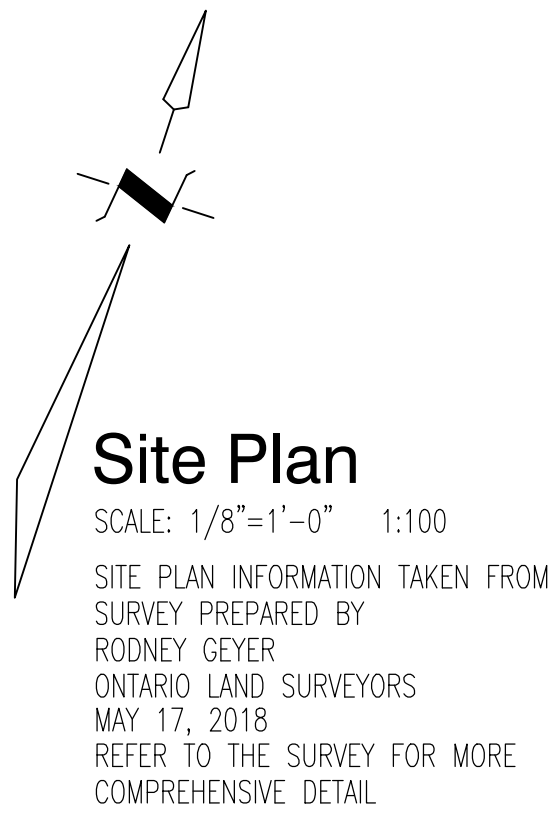 N
Site Plan
SCALE: 1/8"=1'-0" 1:100
SITE PLAN INFORMATION TAKEN FROM
SURVEY PREPARED BY
RODNEY GEYER
ONTARIO LAND SURVEYORS
MAY 17, 2018
REFER TO THE SURVEY FOR MORE
COMPREHENSIVE DETAIL